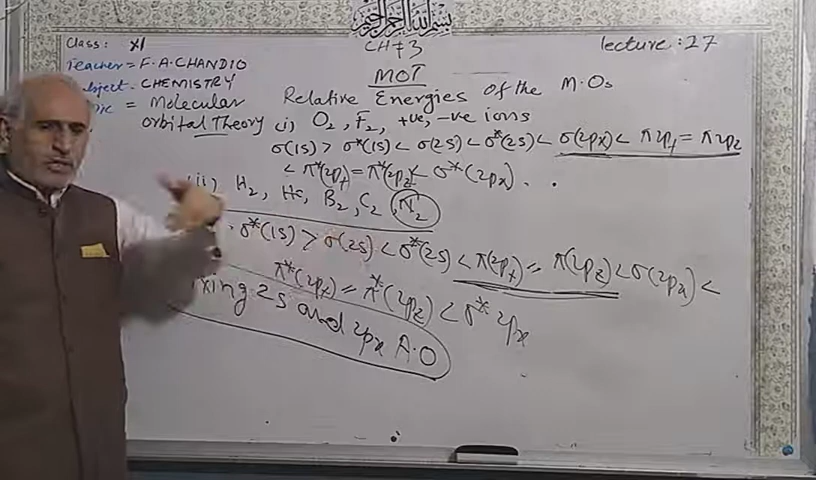 بسم الله الرحمن الرحيم
Class: XI
CH#3
lecture:27
Teacher = F.A.CHANDIO
MOT
Subject. CHEMISTRY
Relative Energies of the M.Os
= Molecular orbital Theory
(i) O₂, F₂, +ve, -ve ions
σ(1s) > σ*(1s) < σ(2s) < σ*(2s) < σ(2px) < π2py = π2pz
< π*(2py) = π*(2pz) < σ*(2px).
(ii) H₂, He, B₂, C₂, N₂
σ*(1s) > σ(2s) < σ*(2s) < π(2py) = π(2pz) < σ(2px) <
π*(2py) = π*(2pz) < σ*2px
xing 2s and 2px A.O